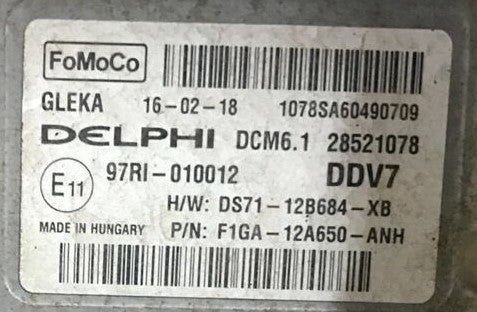 FoMoCo
GLEKA 16-02-18 1078SA60490709
DELPHI DCM6.1 28521078
E11 97RI-010012 DDV7
H/W: DS71-12B684-XB
MADE IN HUNGARY P/N: F1GA-12A650-ANH